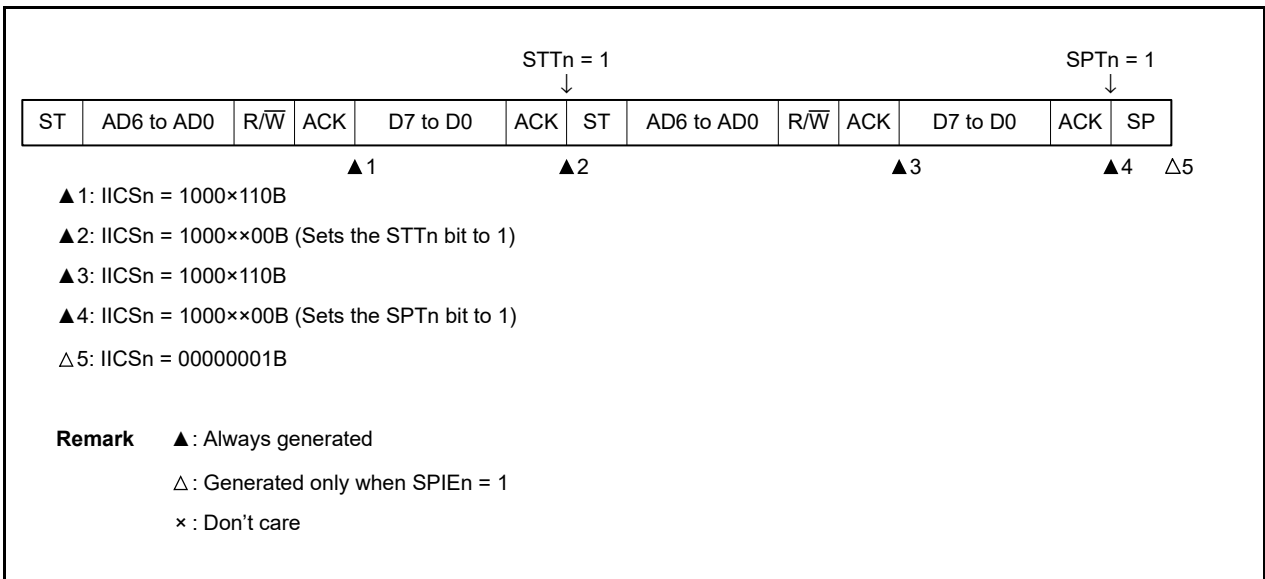 STTn = 1 SPTn = 1
↓ ↓
ST AD6 to AD0 R/W̅ ACK D7 to D0 ACK ST AD6 to AD0 R/W̅ ACK D7 to D0 ACK SP
▲1 ▲2 ▲3 ▲4 △5
▲1: IICSn = 1000×110B
▲2: IICSn = 1000××00B (Sets the STTn bit to 1)
▲3: IICSn = 1000×110B
▲4: IICSn = 1000××00B (Sets the SPTn bit to 1)
△5: IICSn = 00000001B
Remark ▲: Always generated
△: Generated only when SPIEn = 1
×: Don't care